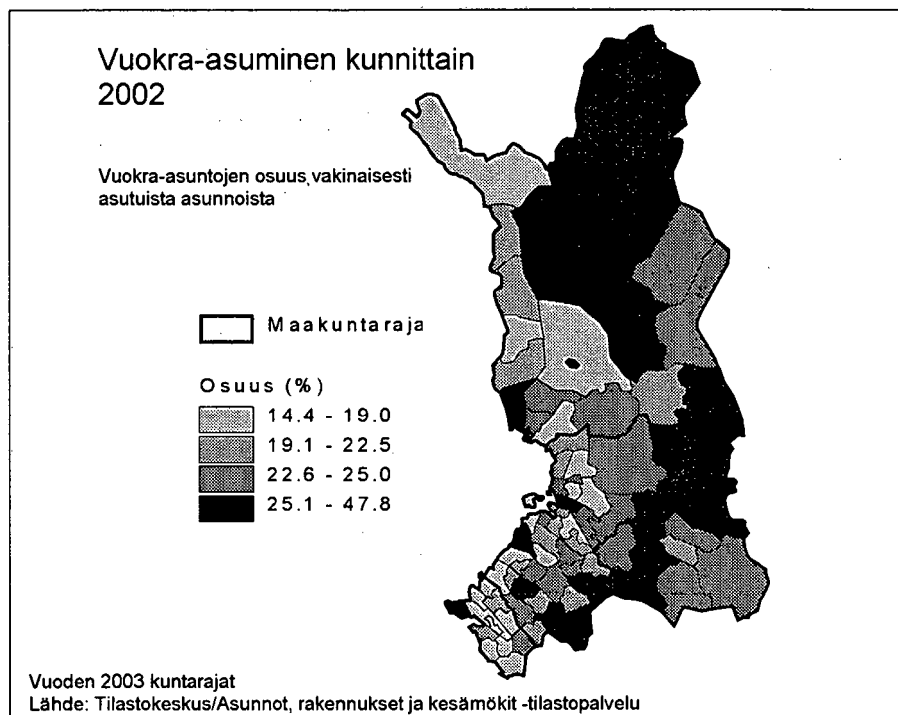 Vuokra-asuminen kunnittain
2002
Vuokra-asuntojen osuus vakinaisesti
asutuista asunnoista
Maakuntaraja
Osuus (%)
14.4 - 19.0
19.1 - 22.5
22.6 - 25.0
25.1 - 47.8
Vuoden 2003 kuntarajat
Lähde: Tilastokeskus/Asunnot, rakennukset ja kesämökit -tilastopalvelu